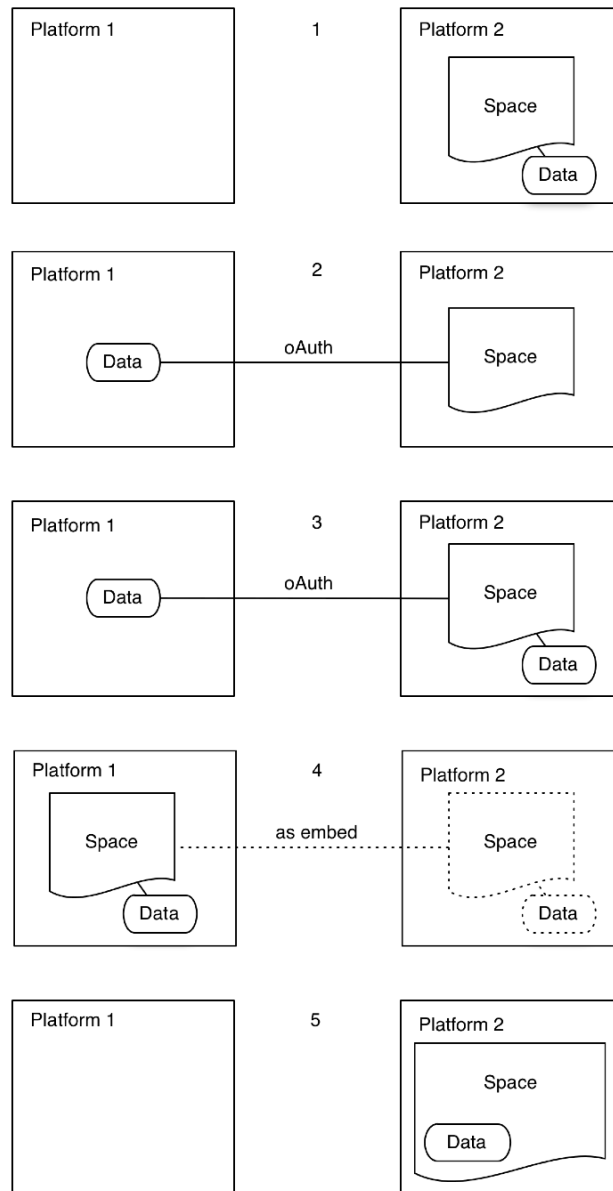 Platform 1
1
Platform 2
Space
Data
Platform 1
2
Platform 2
Data
oAuth
Space
Platform 1
3
Platform 2
Data
oAuth
Space
Data
Platform 1
4
Platform 2
Space
as embed
Space
Data
Data
Platform 1
5
Platform 2
Space
Data